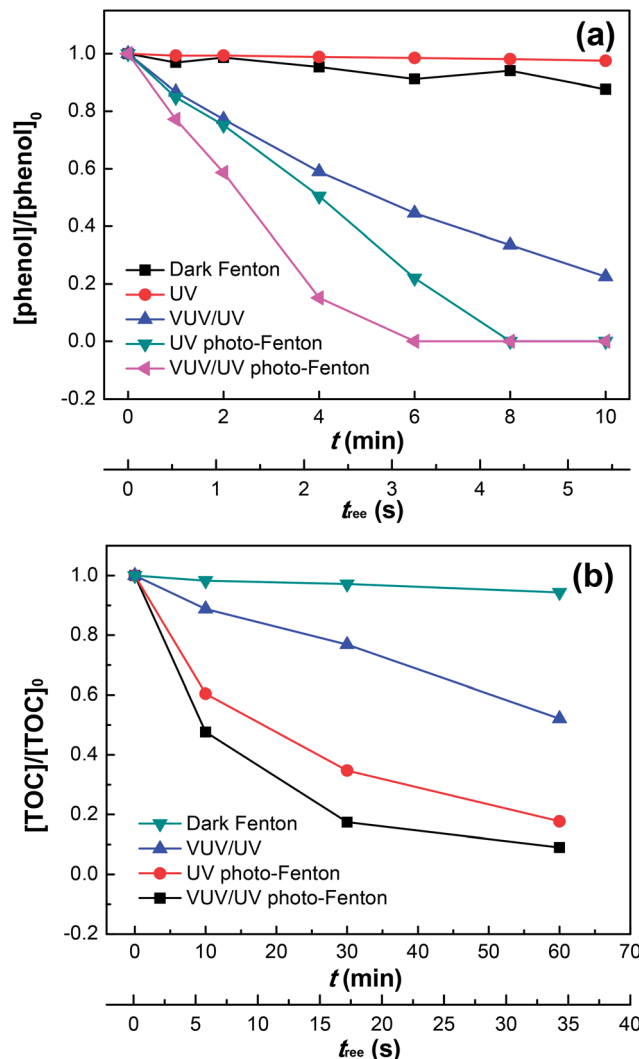 (a)
1.0
0.8
0.6
0.4
0.2
0.0
-0.2
[phenol]/[phenol]0
Dark Fenton
UV
VUV/UV
UV photo-Fenton
VUV/UV photo-Fenton
0 2 4 6 8 10
t (min)
0 1 2 3 4 5
tree (s)
(b)
1.0
0.8
0.6
0.4
0.2
0.0
-0.2
[TOC]/[TOC]0
Dark Fenton
VUV/UV
UV photo-Fenton
VUV/UV photo-Fenton
0 10 20 30 40 50 60 70
t (min)
0 5 10 15 20 25 30 35 40
tree (s)